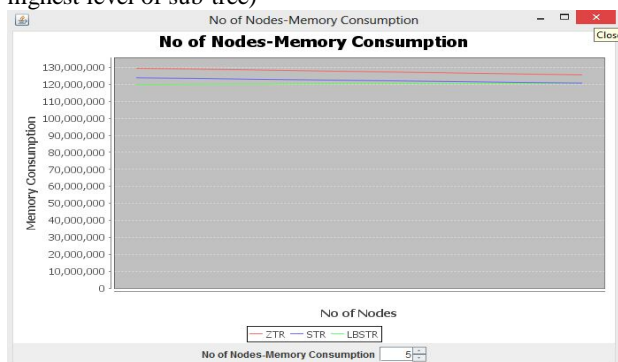 highest level of sub-tree)
No of Nodes-Memory Consumption
Close
No of Nodes-Memory Consumption
130,000,000
120,000,000
110,000,000
100,000,000
90,000,000
80,000,000
70,000,000
60,000,000
50,000,000
40,000,000
30,000,000
20,000,000
10,000,000
0
Memory Consumption
No of Nodes
ZTR STR LBSTR
No of Nodes-Memory Consumption 5